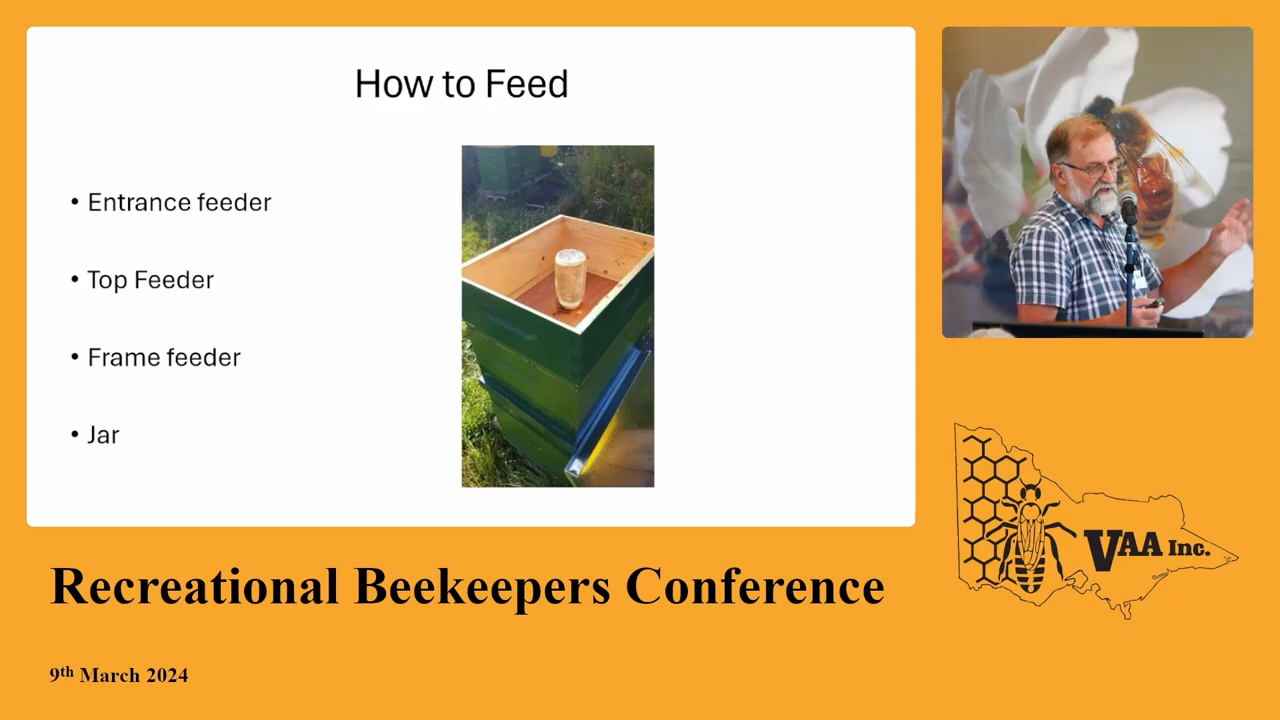 How to Feed
• Entrance feeder
• Top Feeder
• Frame feeder
• Jar
Recreational Beekeepers Conference
9th March 2024
VAA Inc.